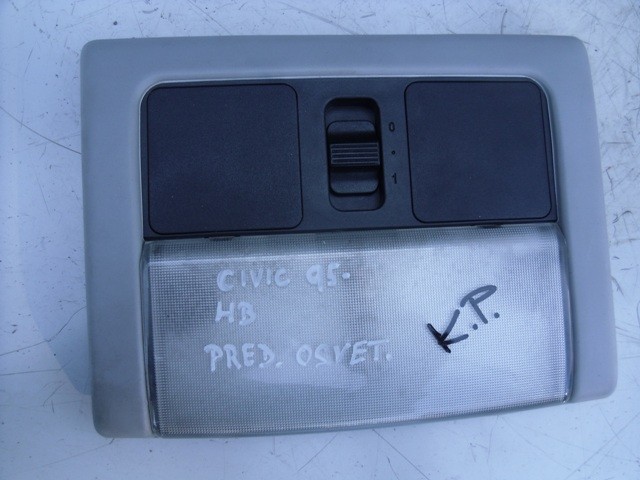 0
1
CIVIC 95.
HB
PRED. OSVET.
K.P.